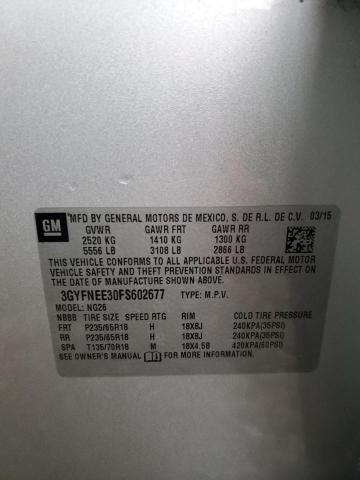 GM
MFD BY GENERAL MOTORS DE MEXICO, S. DE R.L. DE C.V. 03/15
GVWR GAWR FRT GAWR RR
2520 KG 1410 KG 1300 KG
5556 LB 3108 LB 2866 LB
THIS VEHICLE CONFORMS TO ALL APPLICABLE U.S. FEDERAL MOTOR
VEHICLE SAFETY AND THEFT PREVENTION STANDARDS IN EFFECT ON
THE DATE OF MANUFACTURE SHOWN ABOVE.
3GYFNEE30FS602677 TYPE: M.P.V.
MODEL: NG26
NBBB TIRE SIZE SPEED RTG RIM COLD TIRE PRESSURE
FRT P235/65R18 H 18X8J 240KPA(35PSI)
RR P235/65R18 H 18X8J 240KPA(35PSI)
SPA T135/70R18 M 18X4.5B 420KPA(60PSI)
SEE OWNER'S MANUAL FOR MORE INFORMATION.